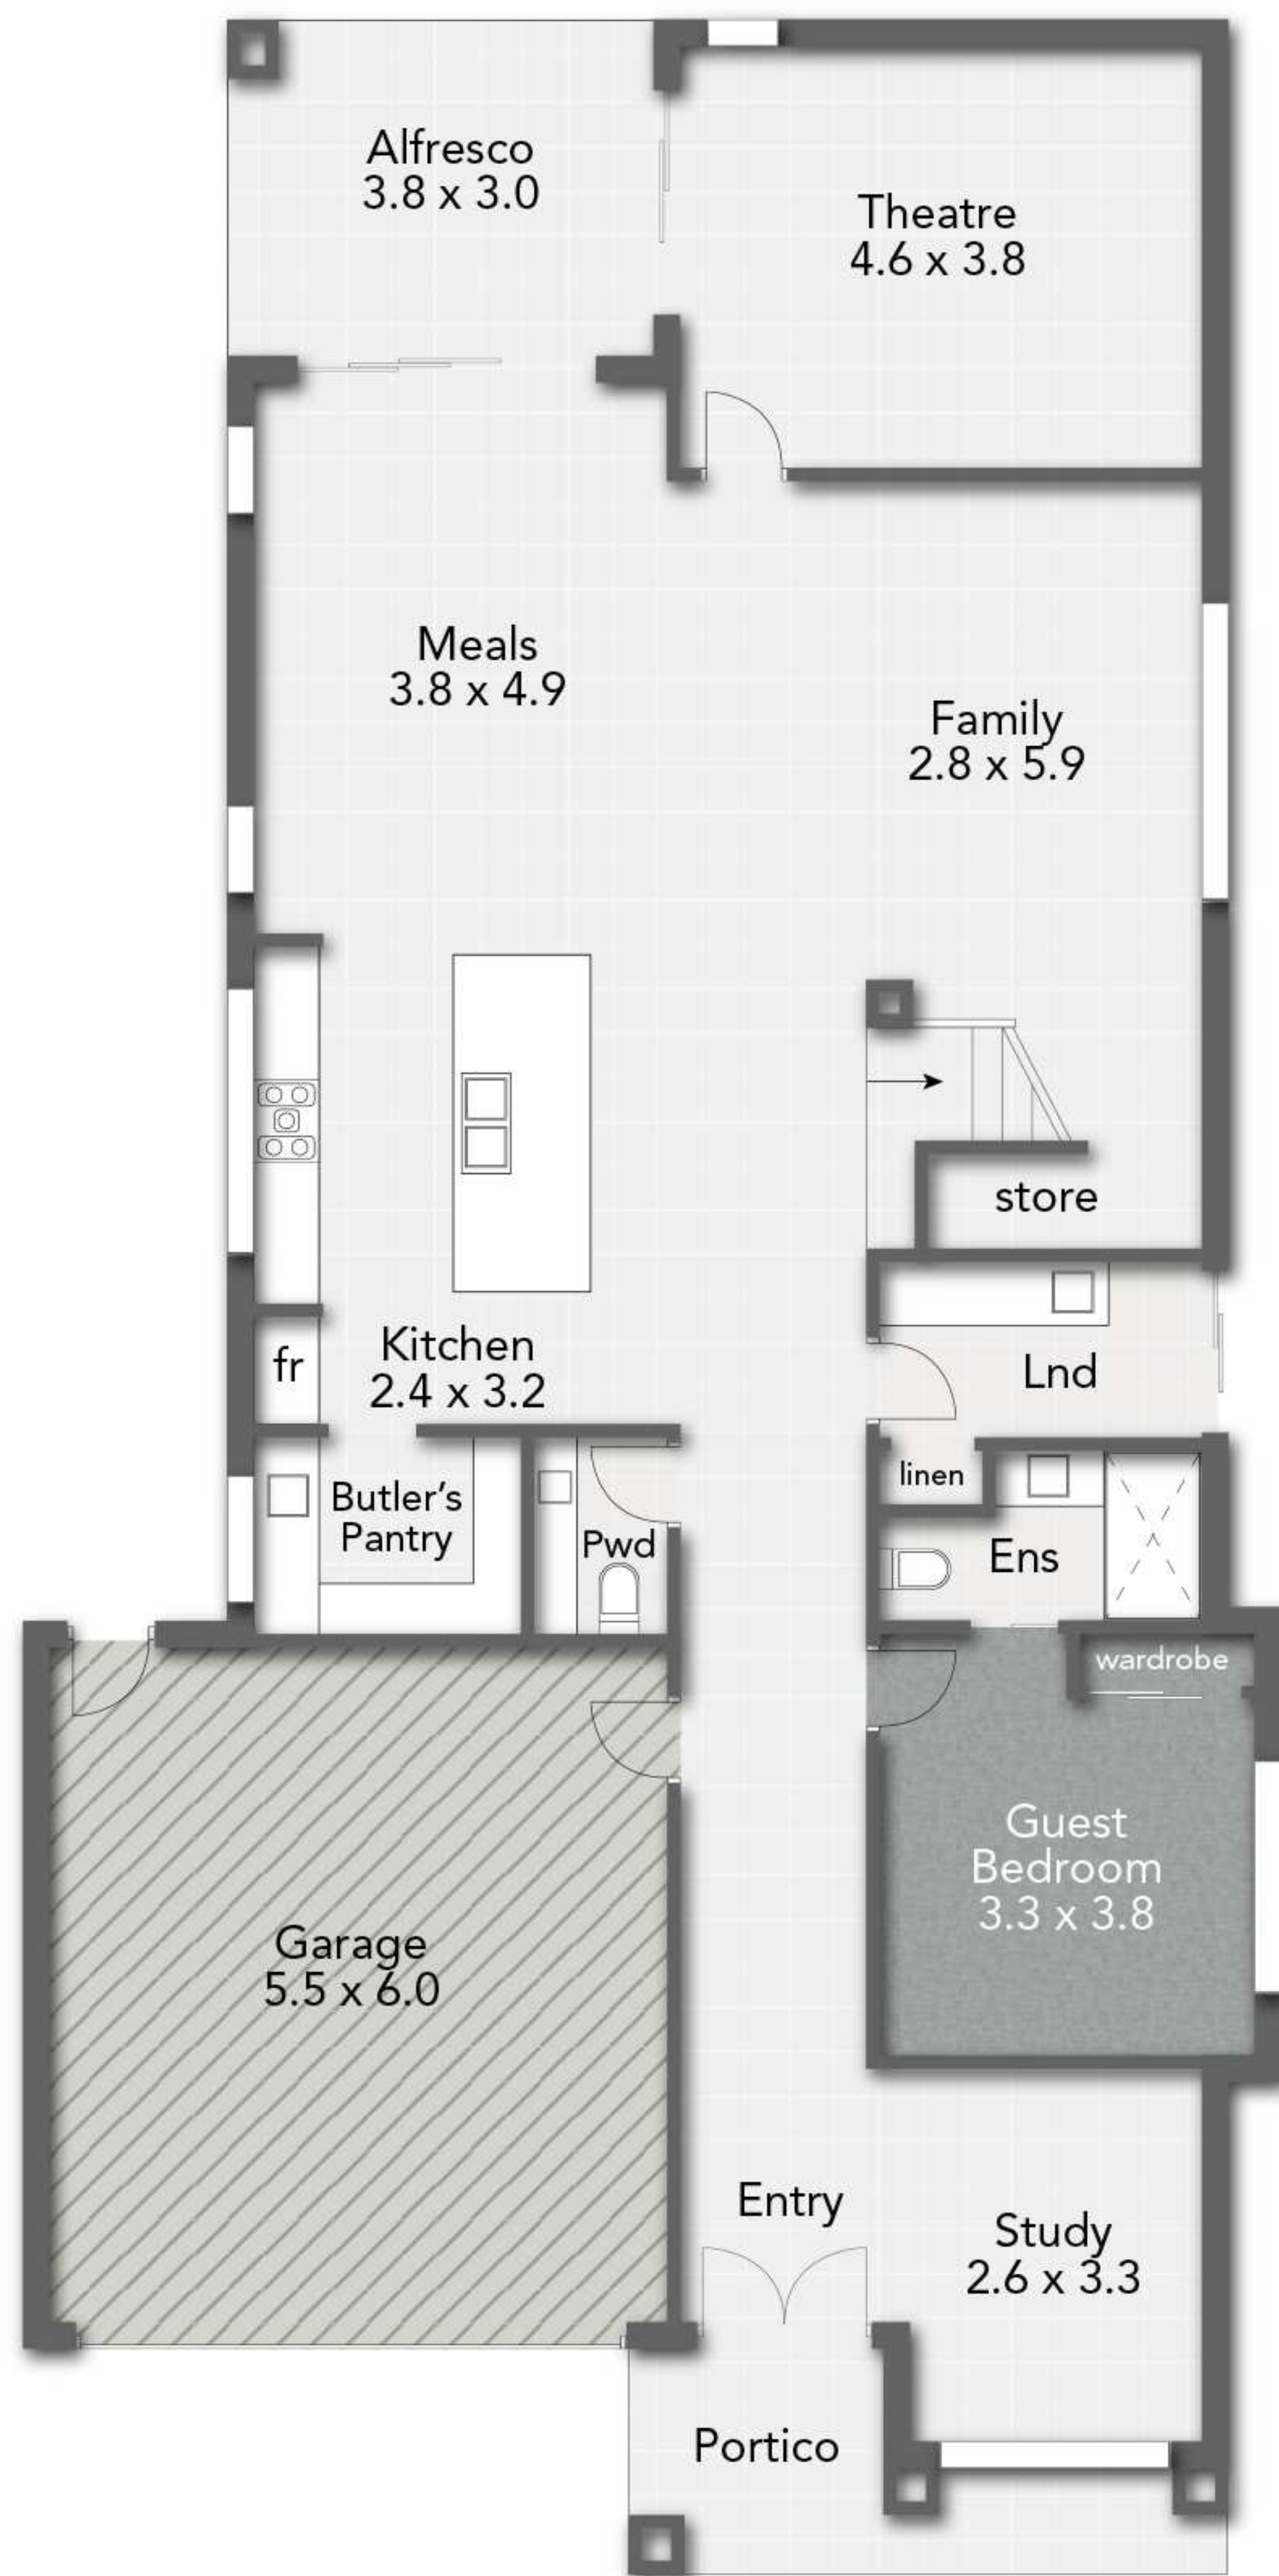 Alfresco
3.8 x 3.0
Theatre
4.6 x 3.8
Meals
3.8 x 4.9
Family
2.8 x 5.9
store
Kitchen
2.4 x 3.2
fr
Lnd
linen
Butler's
Pantry
Pwd
Ens
wardrobe
Guest
Bedroom
3.3 x 3.8
Garage
5.5 x 6.0
Entry
Study
2.6 x 3.3
Portico